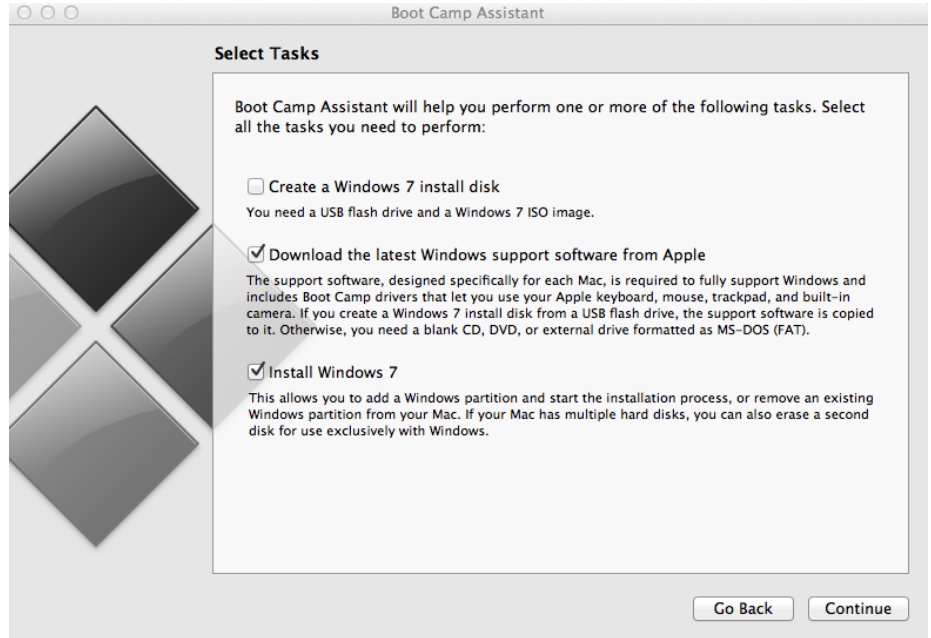 Boot Camp Assistant
Select Tasks
Boot Camp Assistant will help you perform one or more of the following tasks. Select
all the tasks you need to perform:
Create a Windows 7 install disk
You need a USB flash drive and a Windows 7 ISO image.
Download the latest Windows support software from Apple
The support software, designed specifically for each Mac, is required to fully support Windows and
includes Boot Camp drivers that let you use your Apple keyboard, mouse, trackpad, and built-in
camera. If you create a Windows 7 install disk from a USB flash drive, the support software is copied
to it. Otherwise, you need a blank CD, DVD, or external drive formatted as MS-DOS (FAT).
Install Windows 7
This allows you to add a Windows partition and start the installation process, or remove an existing
Windows partition from your Mac. If your Mac has multiple hard disks, you can also erase a second
disk for use exclusively with Windows.
Go Back Continue